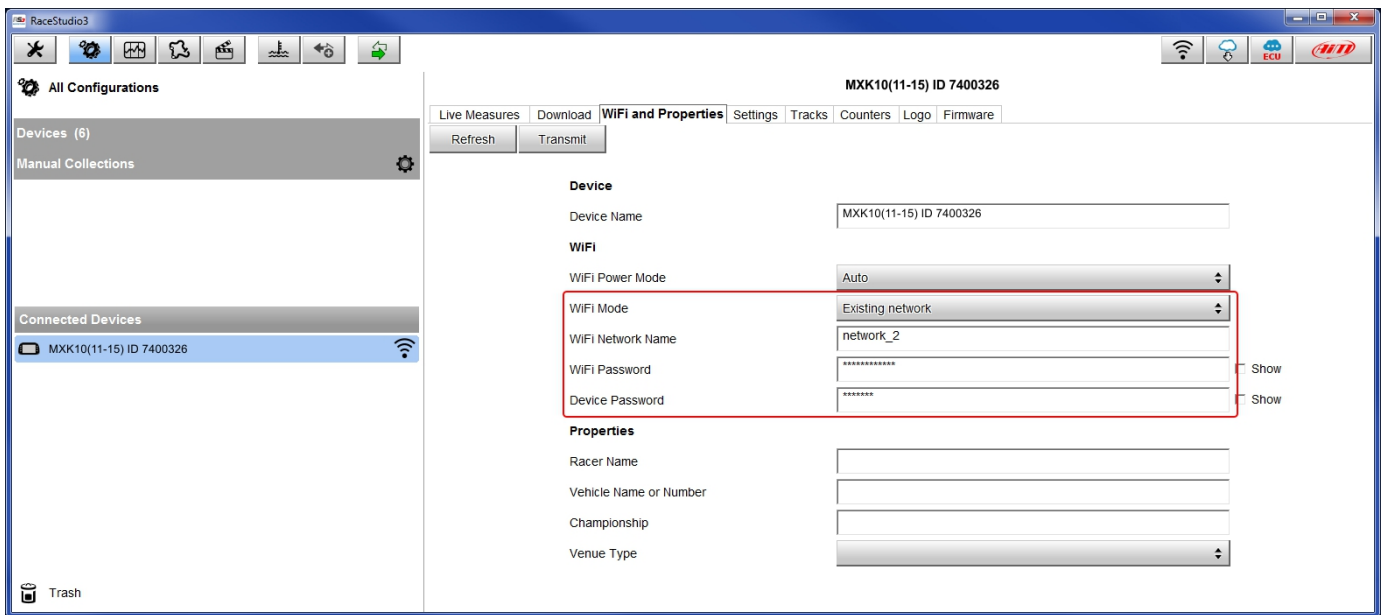 RaceStudio3
ECU
AiM
All Configurations
MXK10(11-15) ID 7400326
Live Measures Download WiFi and Properties Settings Tracks Counters Logo Firmware
Devices (6)
Refresh Transmit
Manual Collections
Device
Device Name MXK10(11-15) ID 7400326
WiFi
WiFi Power Mode Auto
WiFi Mode Existing network
Connected Devices
WiFi Network Name network_2
MXK10(11-15) ID 7400326
WiFi Password ************ Show
Device Password ******* Show
Properties
Racer Name
Vehicle Name or Number
Championship
Venue Type
Trash